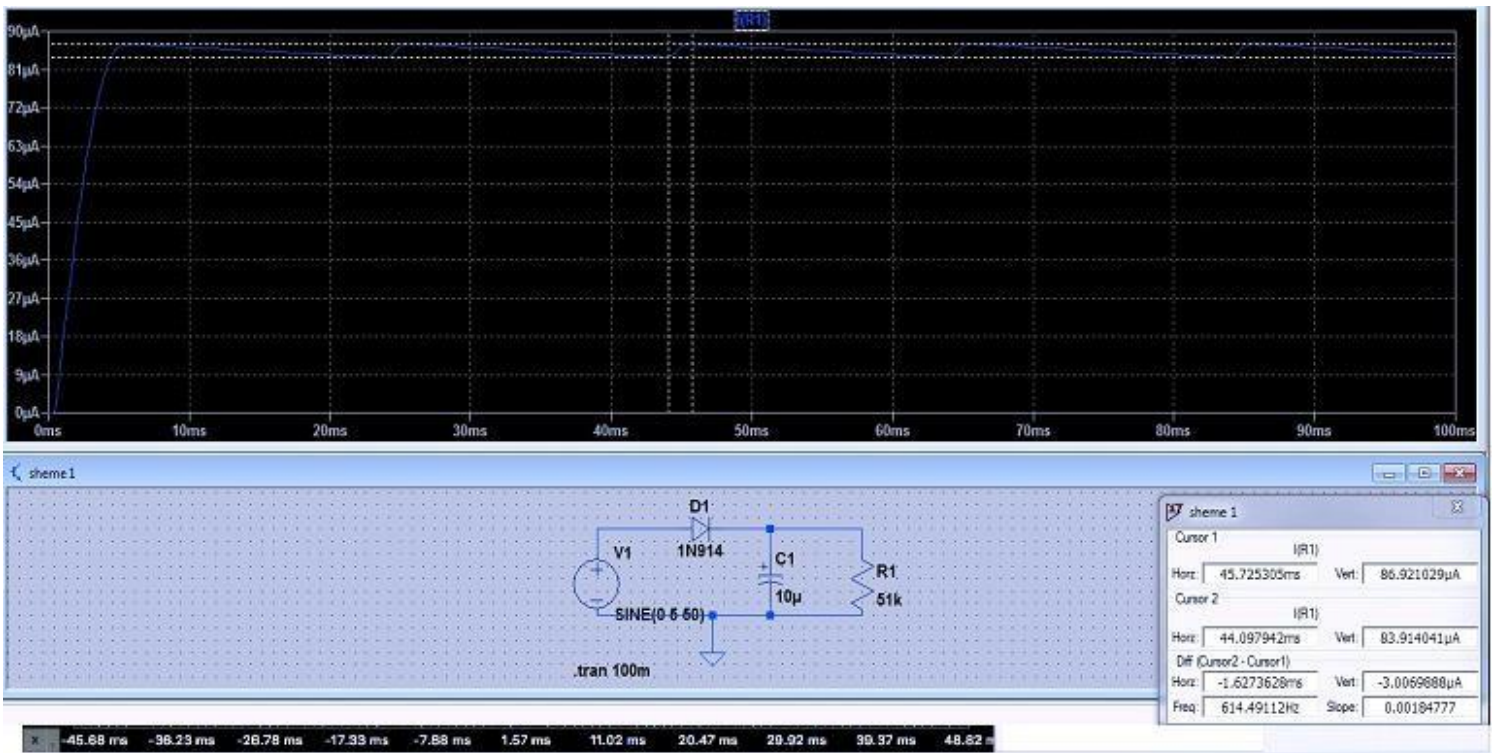 I(R1)
90µA
81µA
72µA
63µA
54µA
45µA
36µA
27µA
18µA
9µA
0µA
0ms 10ms 20ms 30ms 40ms 50ms 60ms 70ms 80ms 90ms 100ms
sheme1
D1
1N914
V1
C1
R1
10µ
51k
SINE(0 5 50)
.tran 100m
sheme 1
Cursor 1
I(R1)
Horz: 45.725305ms Vert: 86.921029µA
Cursor 2
I(R1)
Horz: 44.097942ms Vert: 83.914041µA
Diff (Cursor2 - Cursor1)
Horz: -1.6273628ms Vert: -3.0069888µA
Freq: 614.49112Hz Slope: 0.00184777
x -45.68 ms -36.23 ms -26.78 ms -17.33 ms -7.88 ms 1.57 ms 11.02 ms 20.47 ms 29.92 ms 39.37 ms 48.82 m